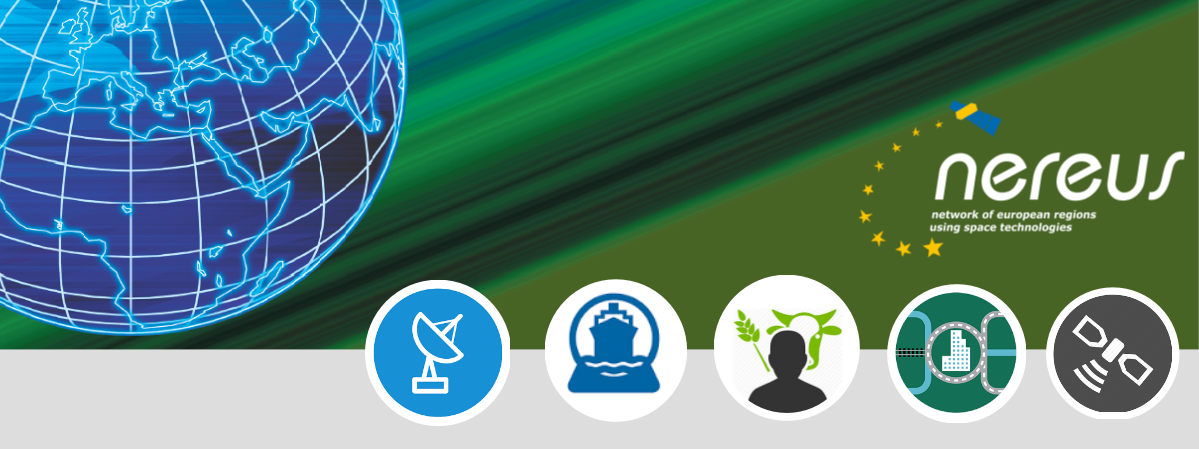 nereus
network of european regions
using space technologies